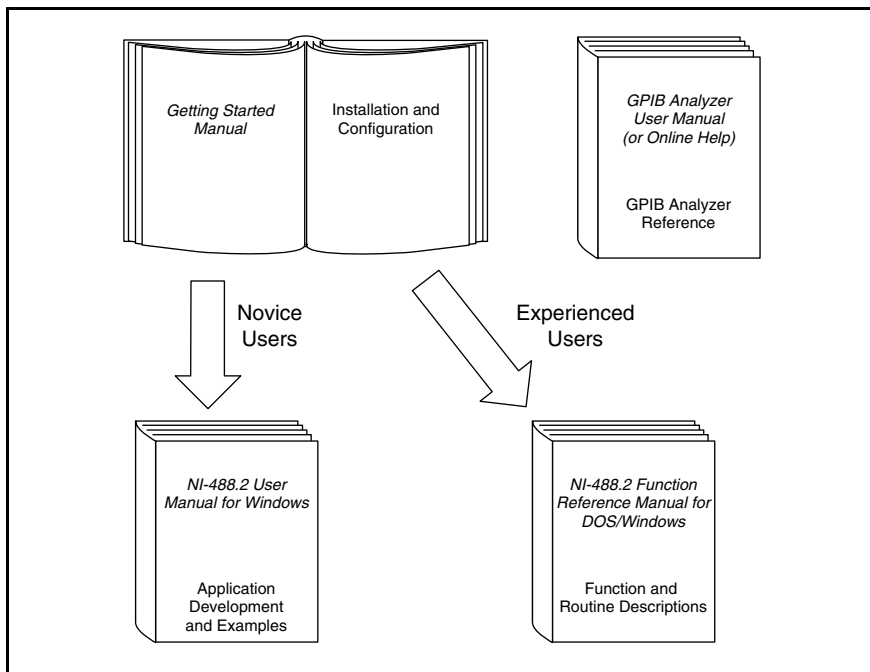 Getting Started
Manual
Installation and
Configuration
GPIB Analyzer
User Manual
(or Online Help)
GPIB Analyzer
Reference
Novice
Users
Experienced
Users
NI-488.2 User
Manual for Windows
Application
Development
and Examples
NI-488.2 Function
Reference Manual for
DOS/Windows
Function and
Routine Descriptions